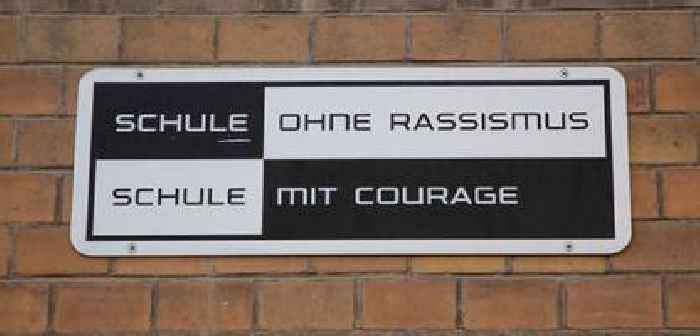 SCHULE OHNE RASSISMUS
SCHULE MIT COURAGE